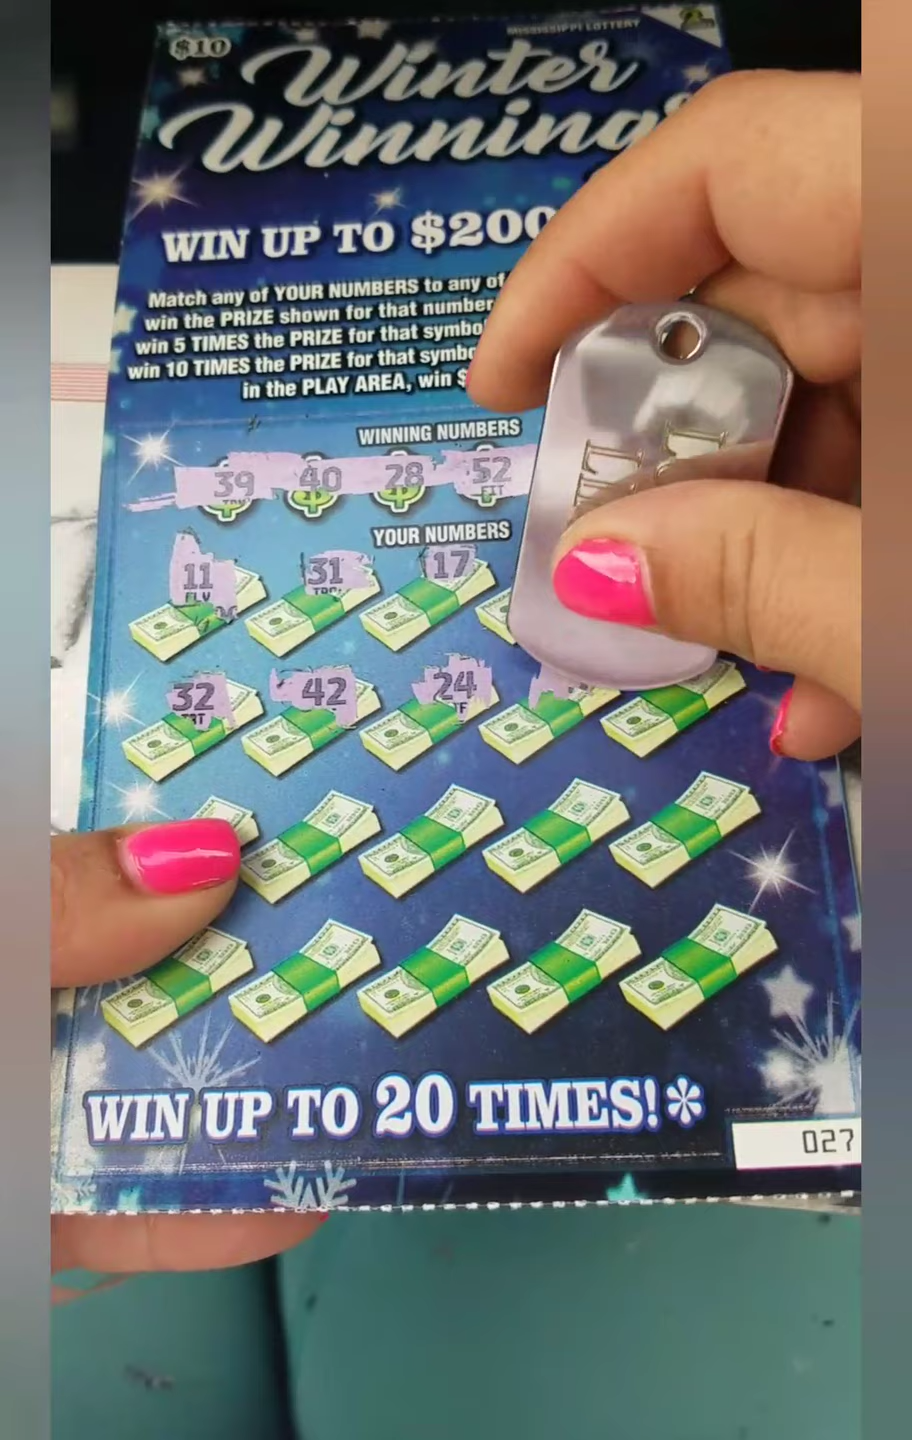 $10
MISSISSIPPI LOTTERY
Winter
Winning
WIN UP TO $200
Match any of YOUR NUMBERS to any of
win the PRIZE shown for that number
win 5 TIMES the PRIZE for that symbo
win 10 TIMES the PRIZE for that symbo
in the PLAY AREA, win $
WINNING NUMBERS
39 40 28 52
YOUR NUMBERS
11 31 17
32 42 24
WIN UP TO 20 TIMES!*
027